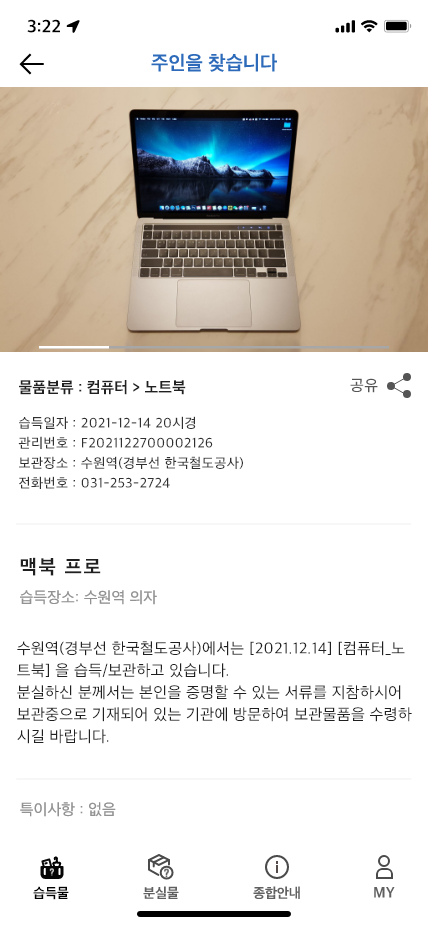 3:22
주인을 찾습니다
물품분류 : 컴퓨터 > 노트북
공유
습득일자 : 2021-12-14 20시경
관리번호 : F2021122700002126
보관장소 : 수원역(경부선 한국철도공사)
전화번호 : 031-253-2724
맥북 프로
습득장소: 수원역 의자
수원역(경부선 한국철도공사)에서는 [2021.12.14] [컴퓨터_노
트북] 을 습득/보관하고 있습니다.
분실하신 분께서는 본인을 증명할 수 있는 서류를 지참하시어
보관중으로 기재되어 있는 기관에 방문하여 보관물품을 수령하
시길 바랍니다.
특이사항 : 없음
습득물
분실물
종합안내
MY